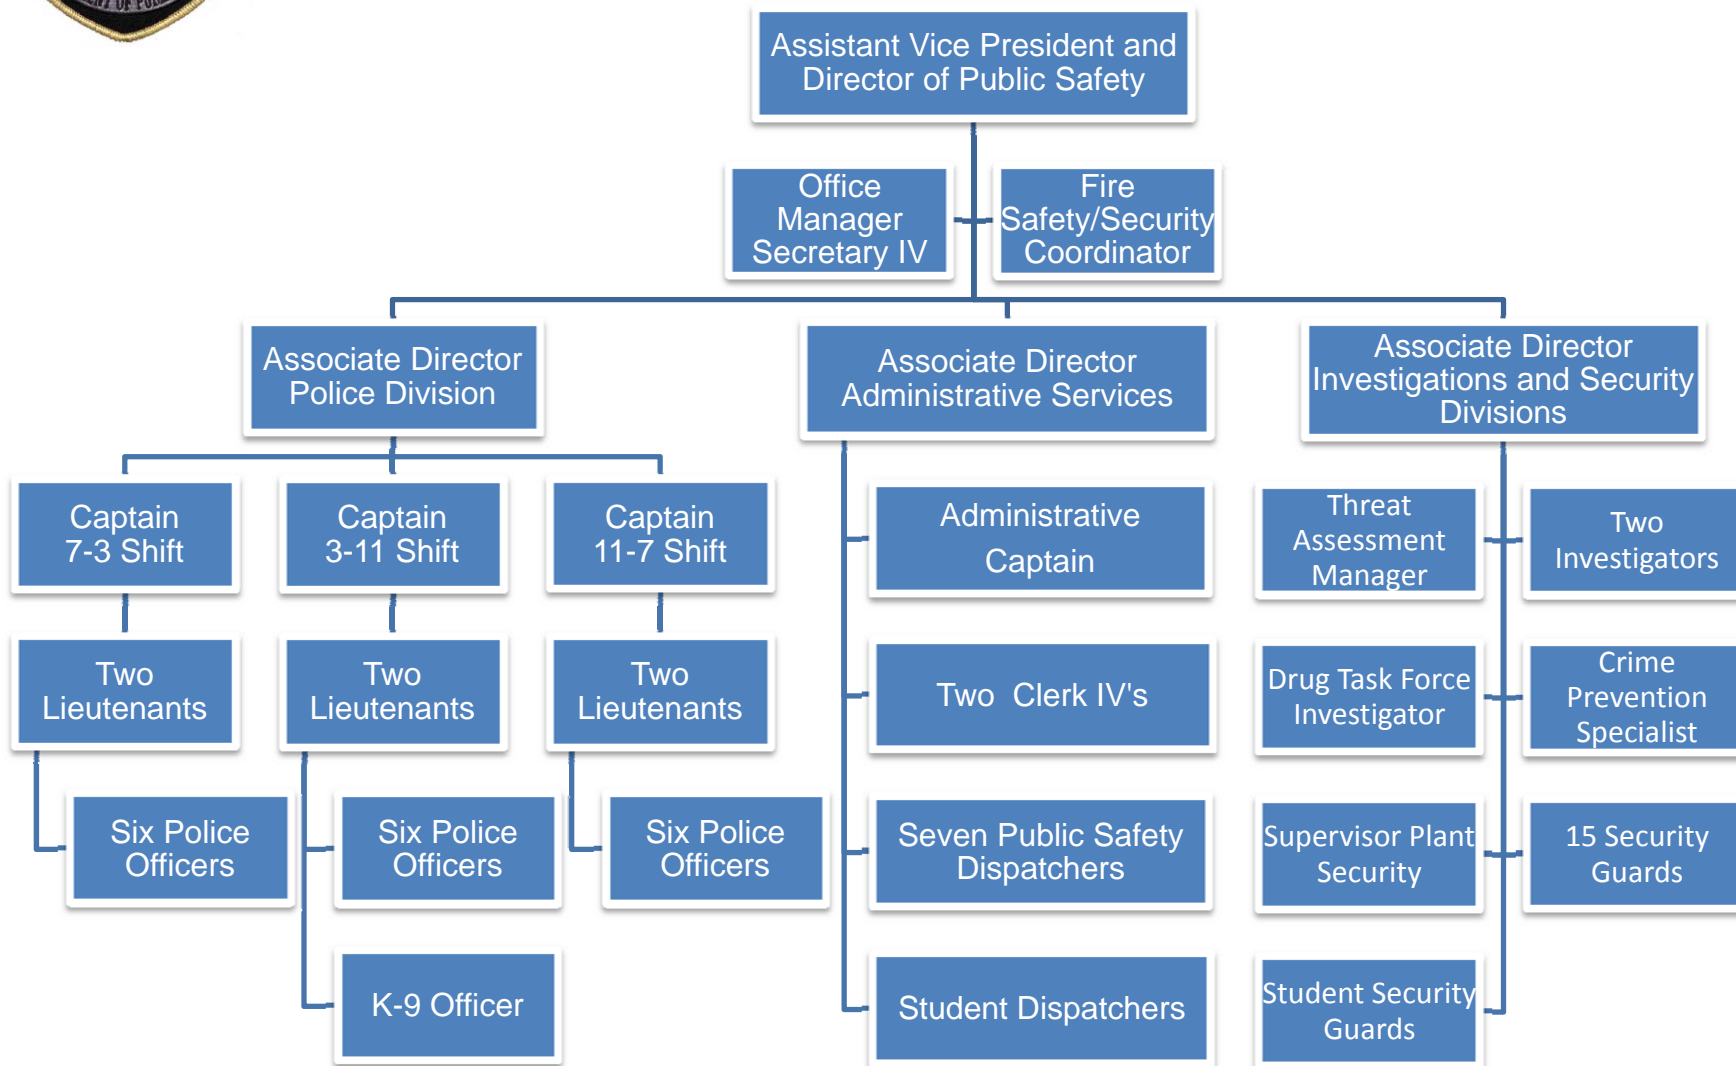 Assistant Vice President and
Director of Public Safety
Office
Manager
Secretary IV
Fire
Safety/Security
Coordinator
Associate Director
Police Division
Associate Director
Administrative Services
Associate Director
Investigations and Security
Divisions
Captain
7-3 Shift
Captain
3-11 Shift
Captain
11-7 Shift
Two
Lieutenants
Two
Lieutenants
Two
Lieutenants
Six Police
Officers
Six Police
Officers
Six Police
Officers
K-9 Officer
Administrative
Captain
Two  Clerk IV's
Seven Public Safety
Dispatchers
Student Dispatchers
Threat
Assessment
Manager
Two
Investigators
Drug Task Force
Investigator
Crime
Prevention
Specialist
Supervisor Plant
Security
15 Security
Guards
Student Security
Guards